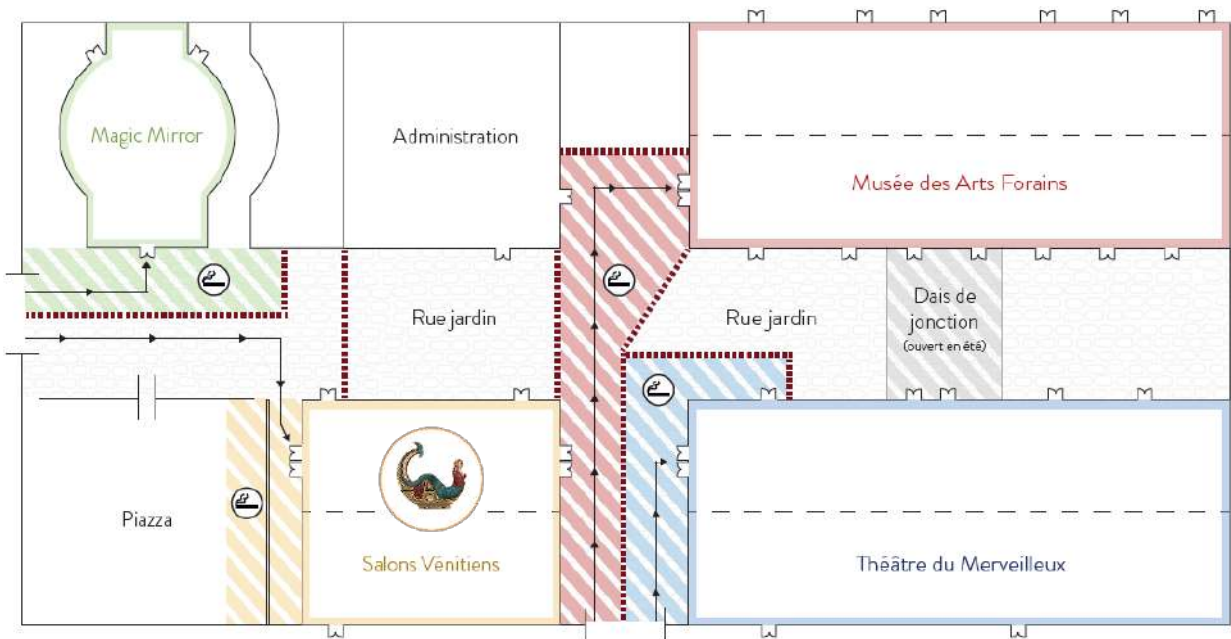 Magic Mirror
Administration
Musée des Arts Forains
Rue jardin
Rue jardin
Dais de
jonction
(ouvert en été)
Piazza
Salons Vénitiens
Théâtre du Merveilleux